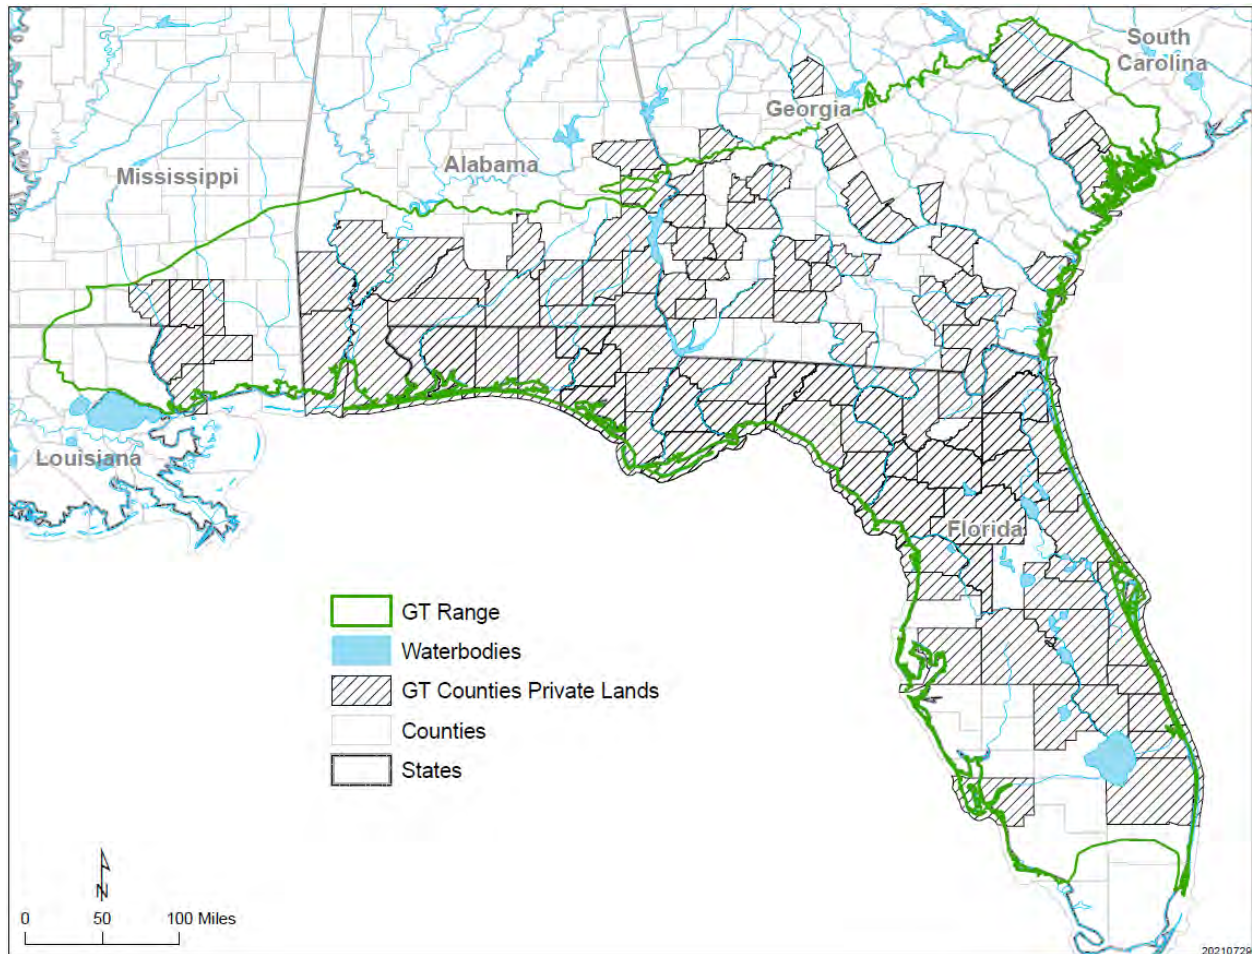 South
Carolina
Georgia
Alabama
Mississippi
Louisiana
Florida
GT Range
Waterbodies
GT Counties Private Lands
Counties
States
N
0 50 100 Miles
20210729